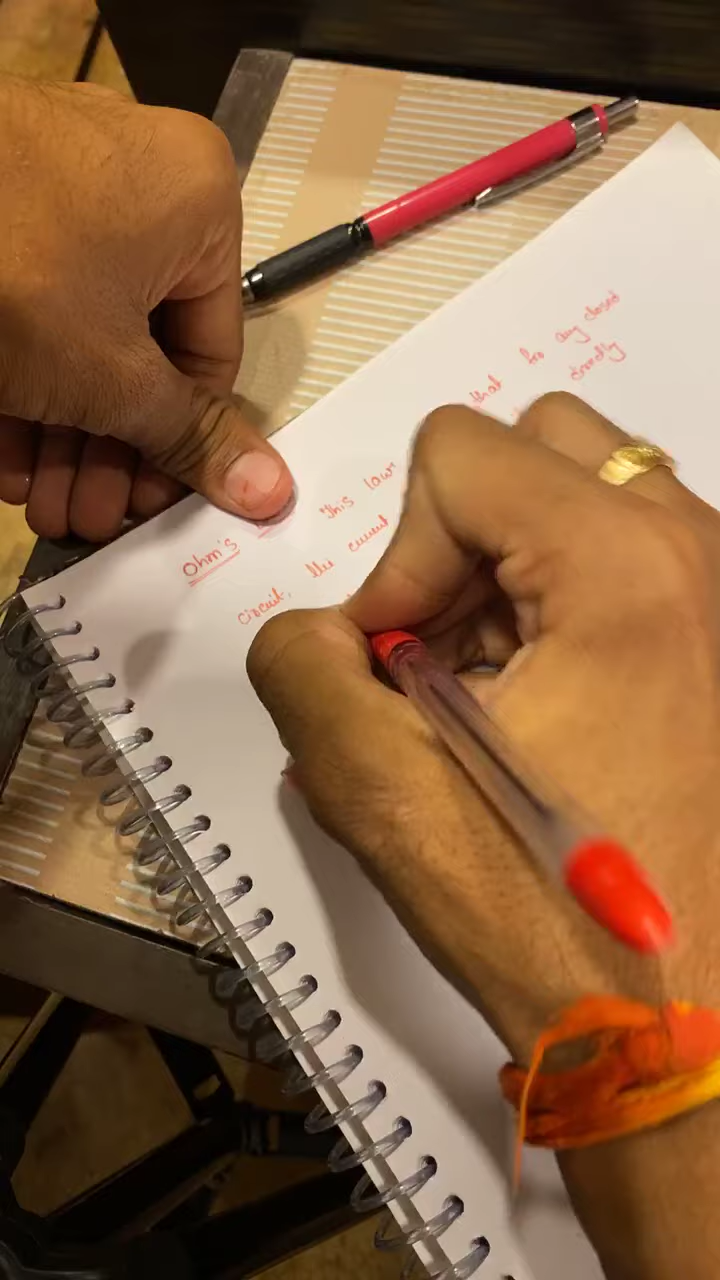 Ohm's
This law that for any closed
circuit, the current directly